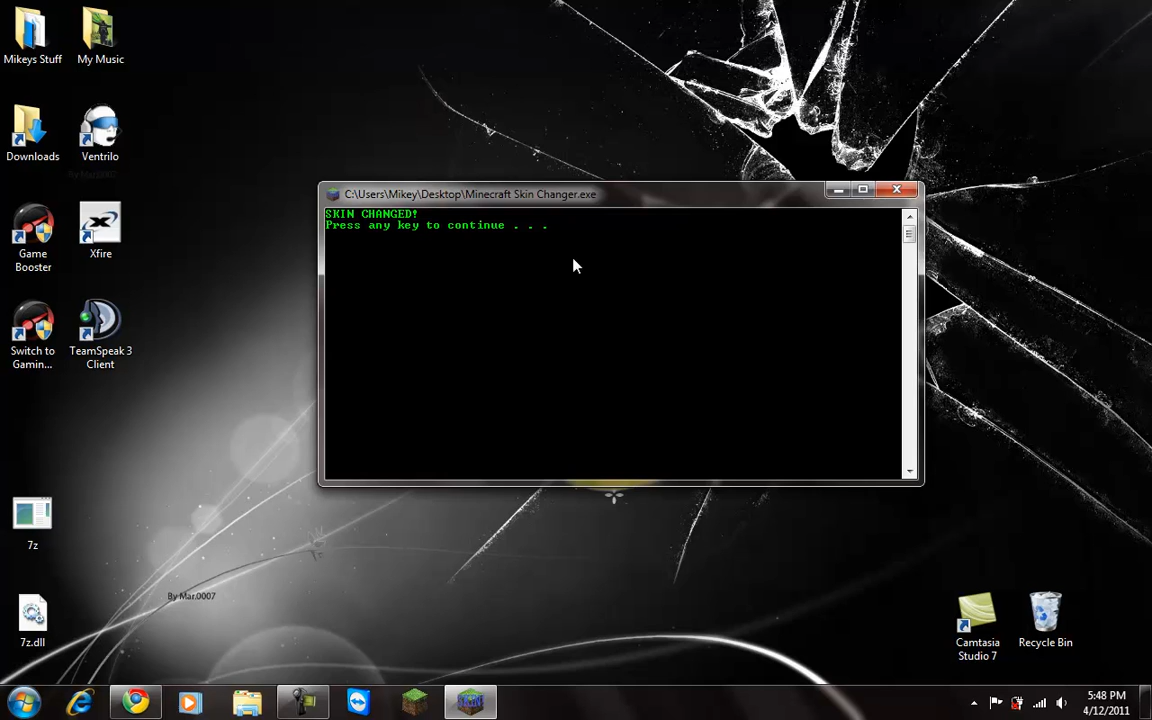 Mikeys Stuff
My Music
Downloads
Ventrilo
Game
Booster
Xfire
Switch to
Gamin...
TeamSpeak 3
Client
7z
7z.dll
C:\Users\Mikey\Desktop\Minecraft Skin Changer.exe
SKIN CHANGED!
Press any key to continue . . .
By Mar.0007
Camtasia
Studio 7
Recycle Bin
5:48 PM
4/12/2011